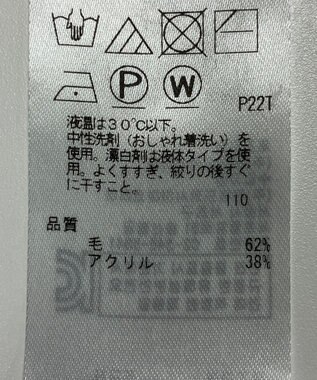 P W
P22T
液温は30℃以下。
中性洗剤（おしゃれ着洗い）を
使用。漂白剤は液体タイプを使
用。よくすすぎ、絞りの後すぐ
に干すこと。
110
品質
毛 62%
アクリル 38%